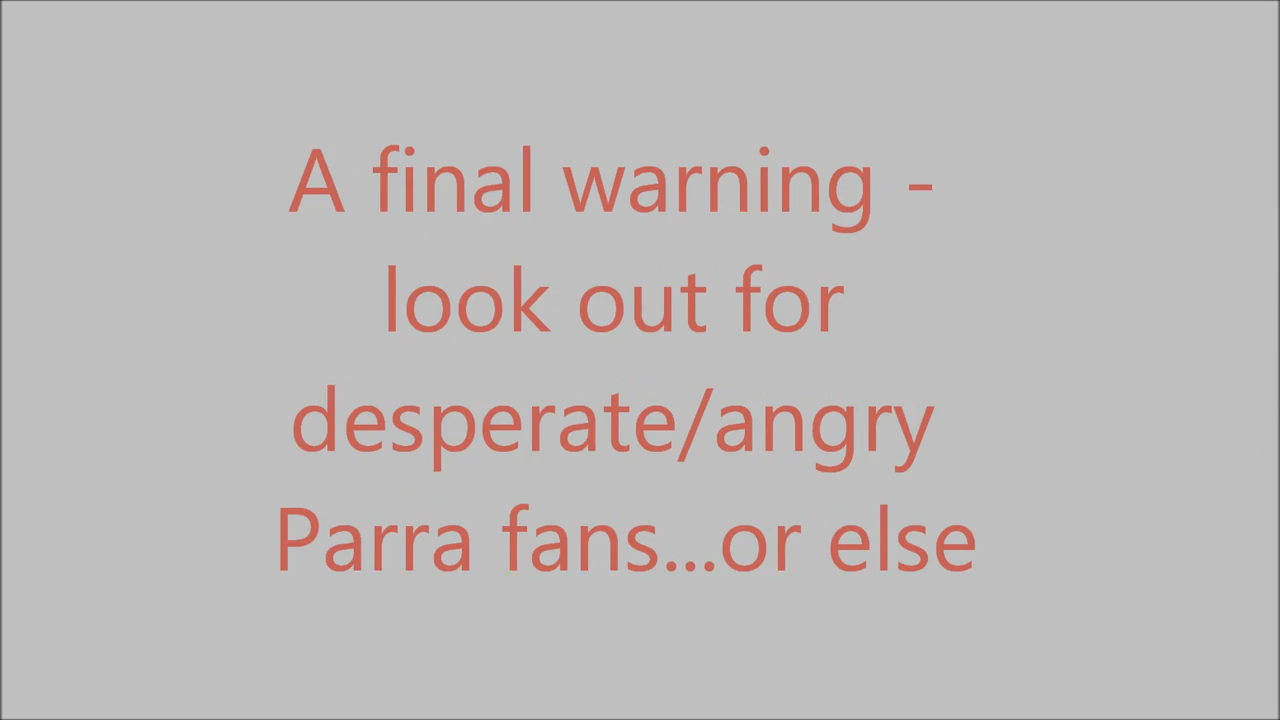 A final warning -
look out for
desperate/angry
Parra fans...or else